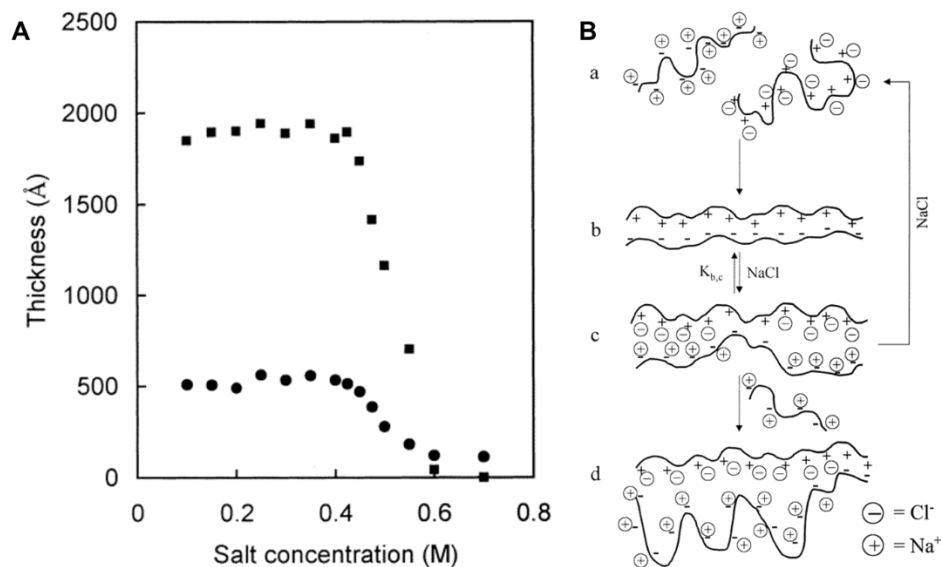 A
2500
2000
1500
1000
500
0
0 0.2 0.4 0.6 0.8
Thickness (Å)
Salt concentration (M)
B
a
b
K_b,c NaCl
c
NaCl
d
⊖ = Cl⁻
⊕ = Na⁺